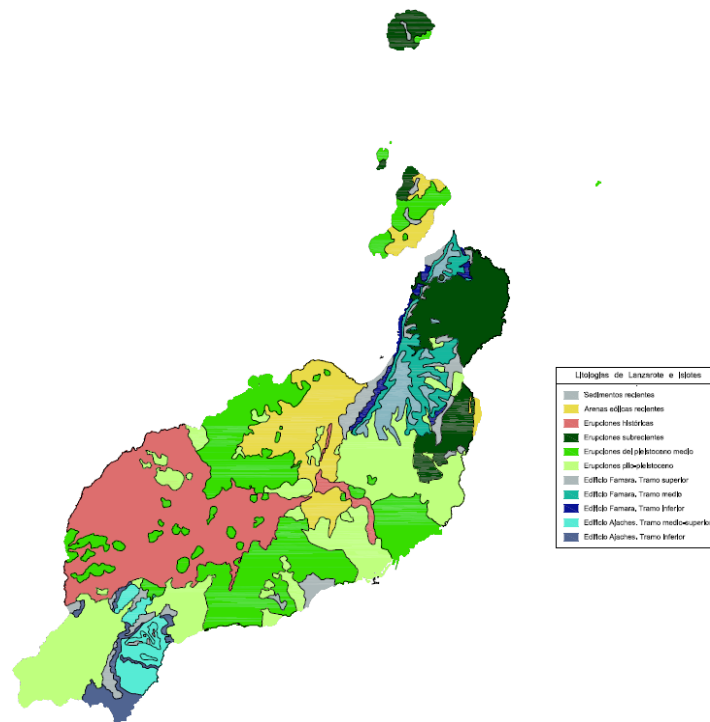 Litologías de Lanzarote e Islotes
Sedimentos recientes
Arenas eólicas recientes
Erupciones históricas
Erupciones subrecientes
Erupciones del pleistoceno medio
Erupciones plio-pleistoceno
Edificio Famara. Tramo superior
Edificio Famara. Tramo medio
Edificio Famara. Tramo inferior
Edificio Ajaches. Tramo medio-superior
Edificio Ajaches. Tramo inferior